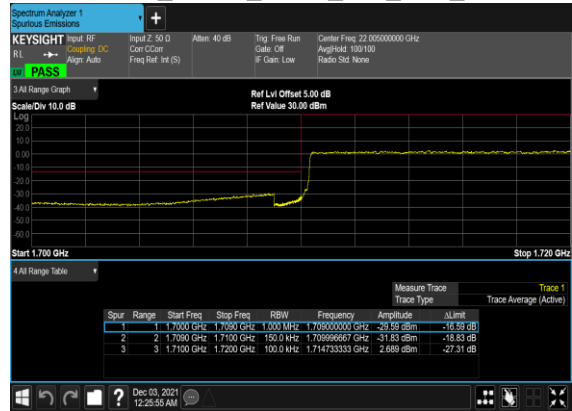 Spectrum Analyzer 1
Spurious Emissions
+
KEYSIGHT Input: RF Input Z: 50 Ω Atten: 40 dB Trig: Free Run Center Freq: 22.005000000 GHz
RL Coupling: DC Corr CCorr Gate: Off Avg|Hold: 100/100
Align: Auto Freq Ref: Int (S) IF Gain: Low Radio Std: None
PASS
3 All Range Graph
Ref Lvl Offset 5.00 dB
Scale/Div 10.0 dB Ref Value 30.00 dBm
Log
20.0
10.0
0.00
-10.0
-20.0
-30.0
-40.0
-50.0
-60.0
Start 1.700 GHz Stop 1.720 GHz
4 All Range Table
Measure Trace Trace 1
Trace Type Trace Average (Active)
Spur Range Start Freq Stop Freq RBW Frequency Amplitude ΔLimit
1 1 1.7000 GHz 1.7090 GHz 1.000 MHz 1.709000000 GHz -29.59 dBm -16.59 dB
2 2 1.7090 GHz 1.7100 GHz 150.0 kHz 1.709996667 GHz -31.83 dBm -18.83 dB
3 3 1.7100 GHz 1.7200 GHz 100.0 kHz 1.714733333 GHz 2.689 dBm -27.31 dB
? Dec 03, 2021
12:25:55 AM